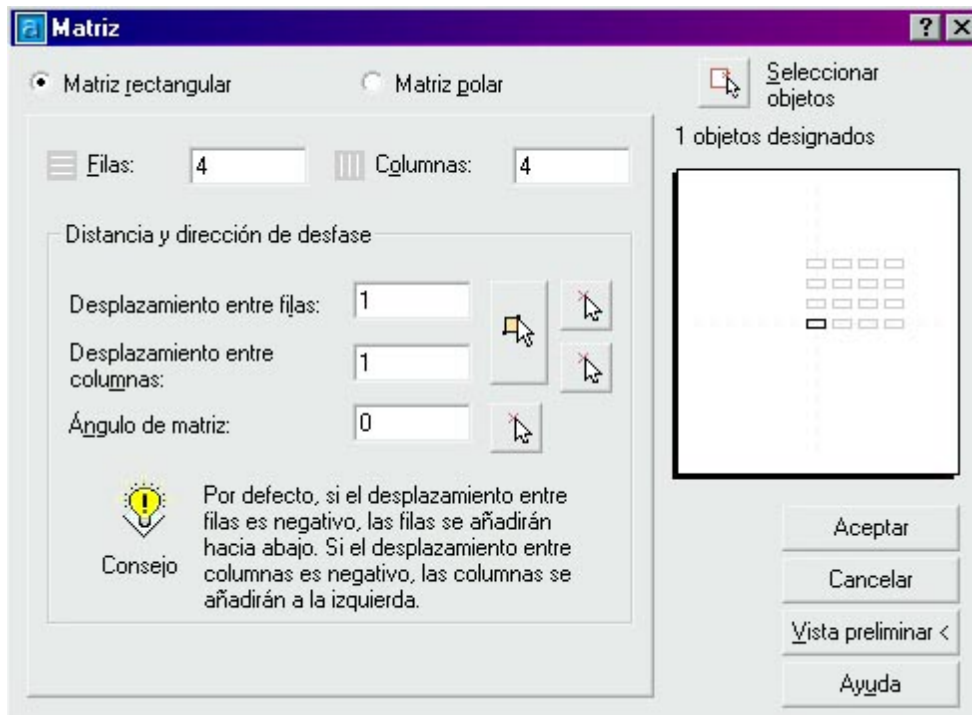 Matriz
Matriz rectangular
Matriz polar
Seleccionar
objetos
1 objetos designados
Filas:
4
Columnas:
4
Distancia y dirección de desfase
Desplazamiento entre filas:
1
Desplazamiento entre
columnas:
1
Ángulo de matriz:
0
Consejo
Por defecto, si el desplazamiento entre
filas es negativo, las filas se añadirán
hacia abajo. Si el desplazamiento entre
columnas es negativo, las columnas se
añadirán a la izquierda.
Aceptar
Cancelar
Vista preliminar <
Ayuda